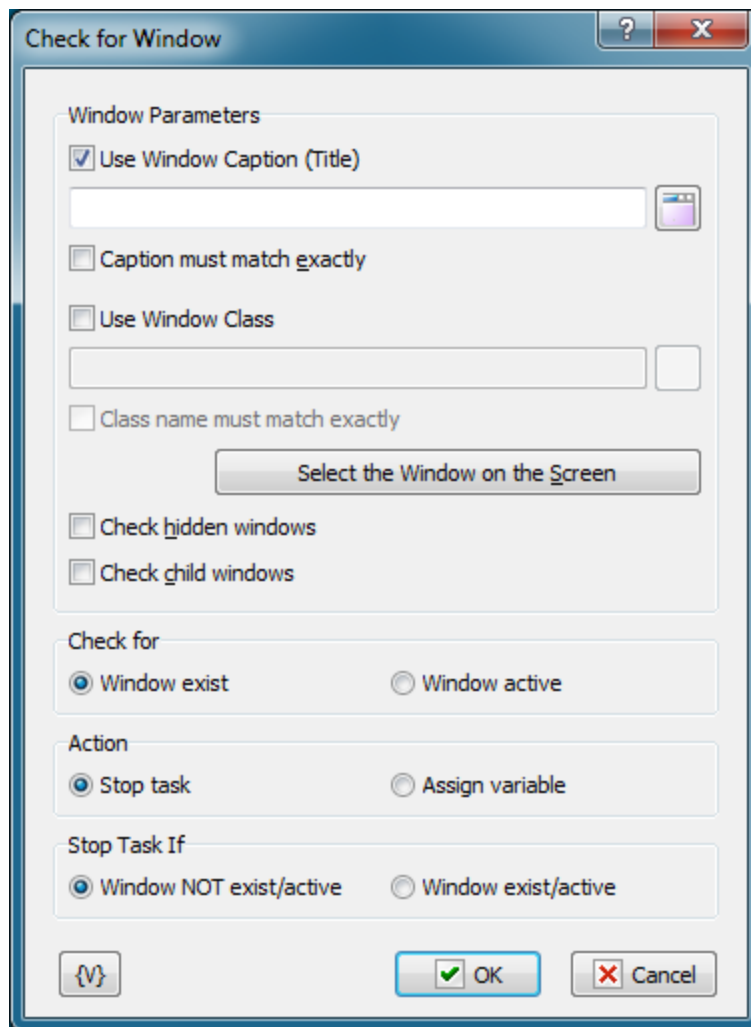 Check for Window
?
Window Parameters
Use Window Caption (Title)
Caption must match exactly
Use Window Class
Class name must match exactly
Select the Window on the Screen
Check hidden windows
Check child windows
Check for
Window exist Window active
Action
Stop task Assign variable
Stop Task If
Window NOT exist/active Window exist/active
{V} OK Cancel